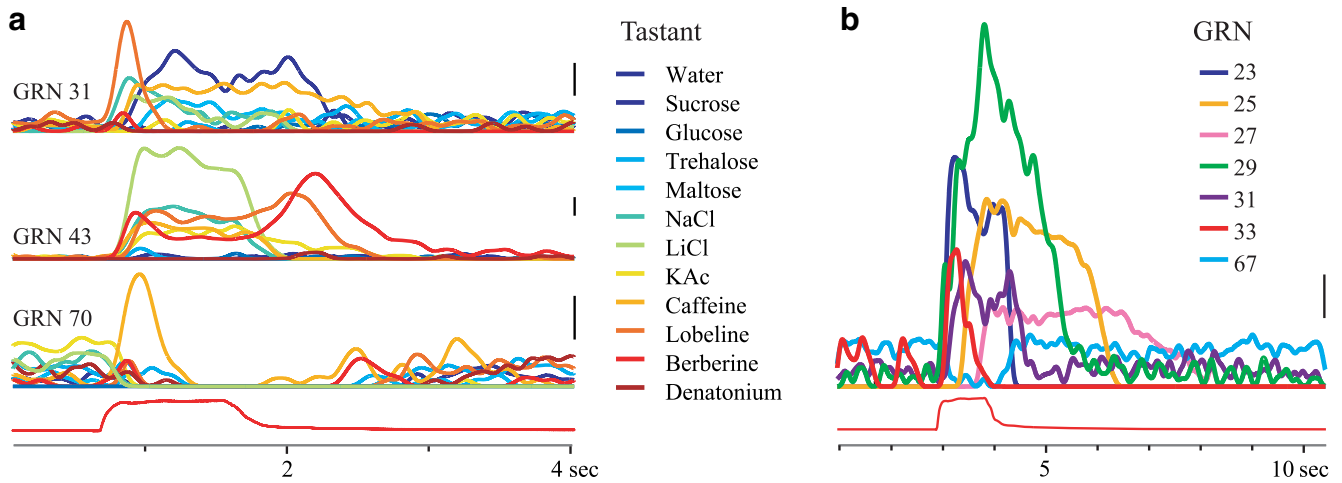 a
GRN 31
GRN 43
GRN 70
2
4 sec
Tastant
Water
Sucrose
Glucose
Trehalose
Maltose
NaCl
LiCl
KAc
Caffeine
Lobeline
Berberine
Denatonium
b
GRN
23
25
27
29
31
33
67
5
10 sec